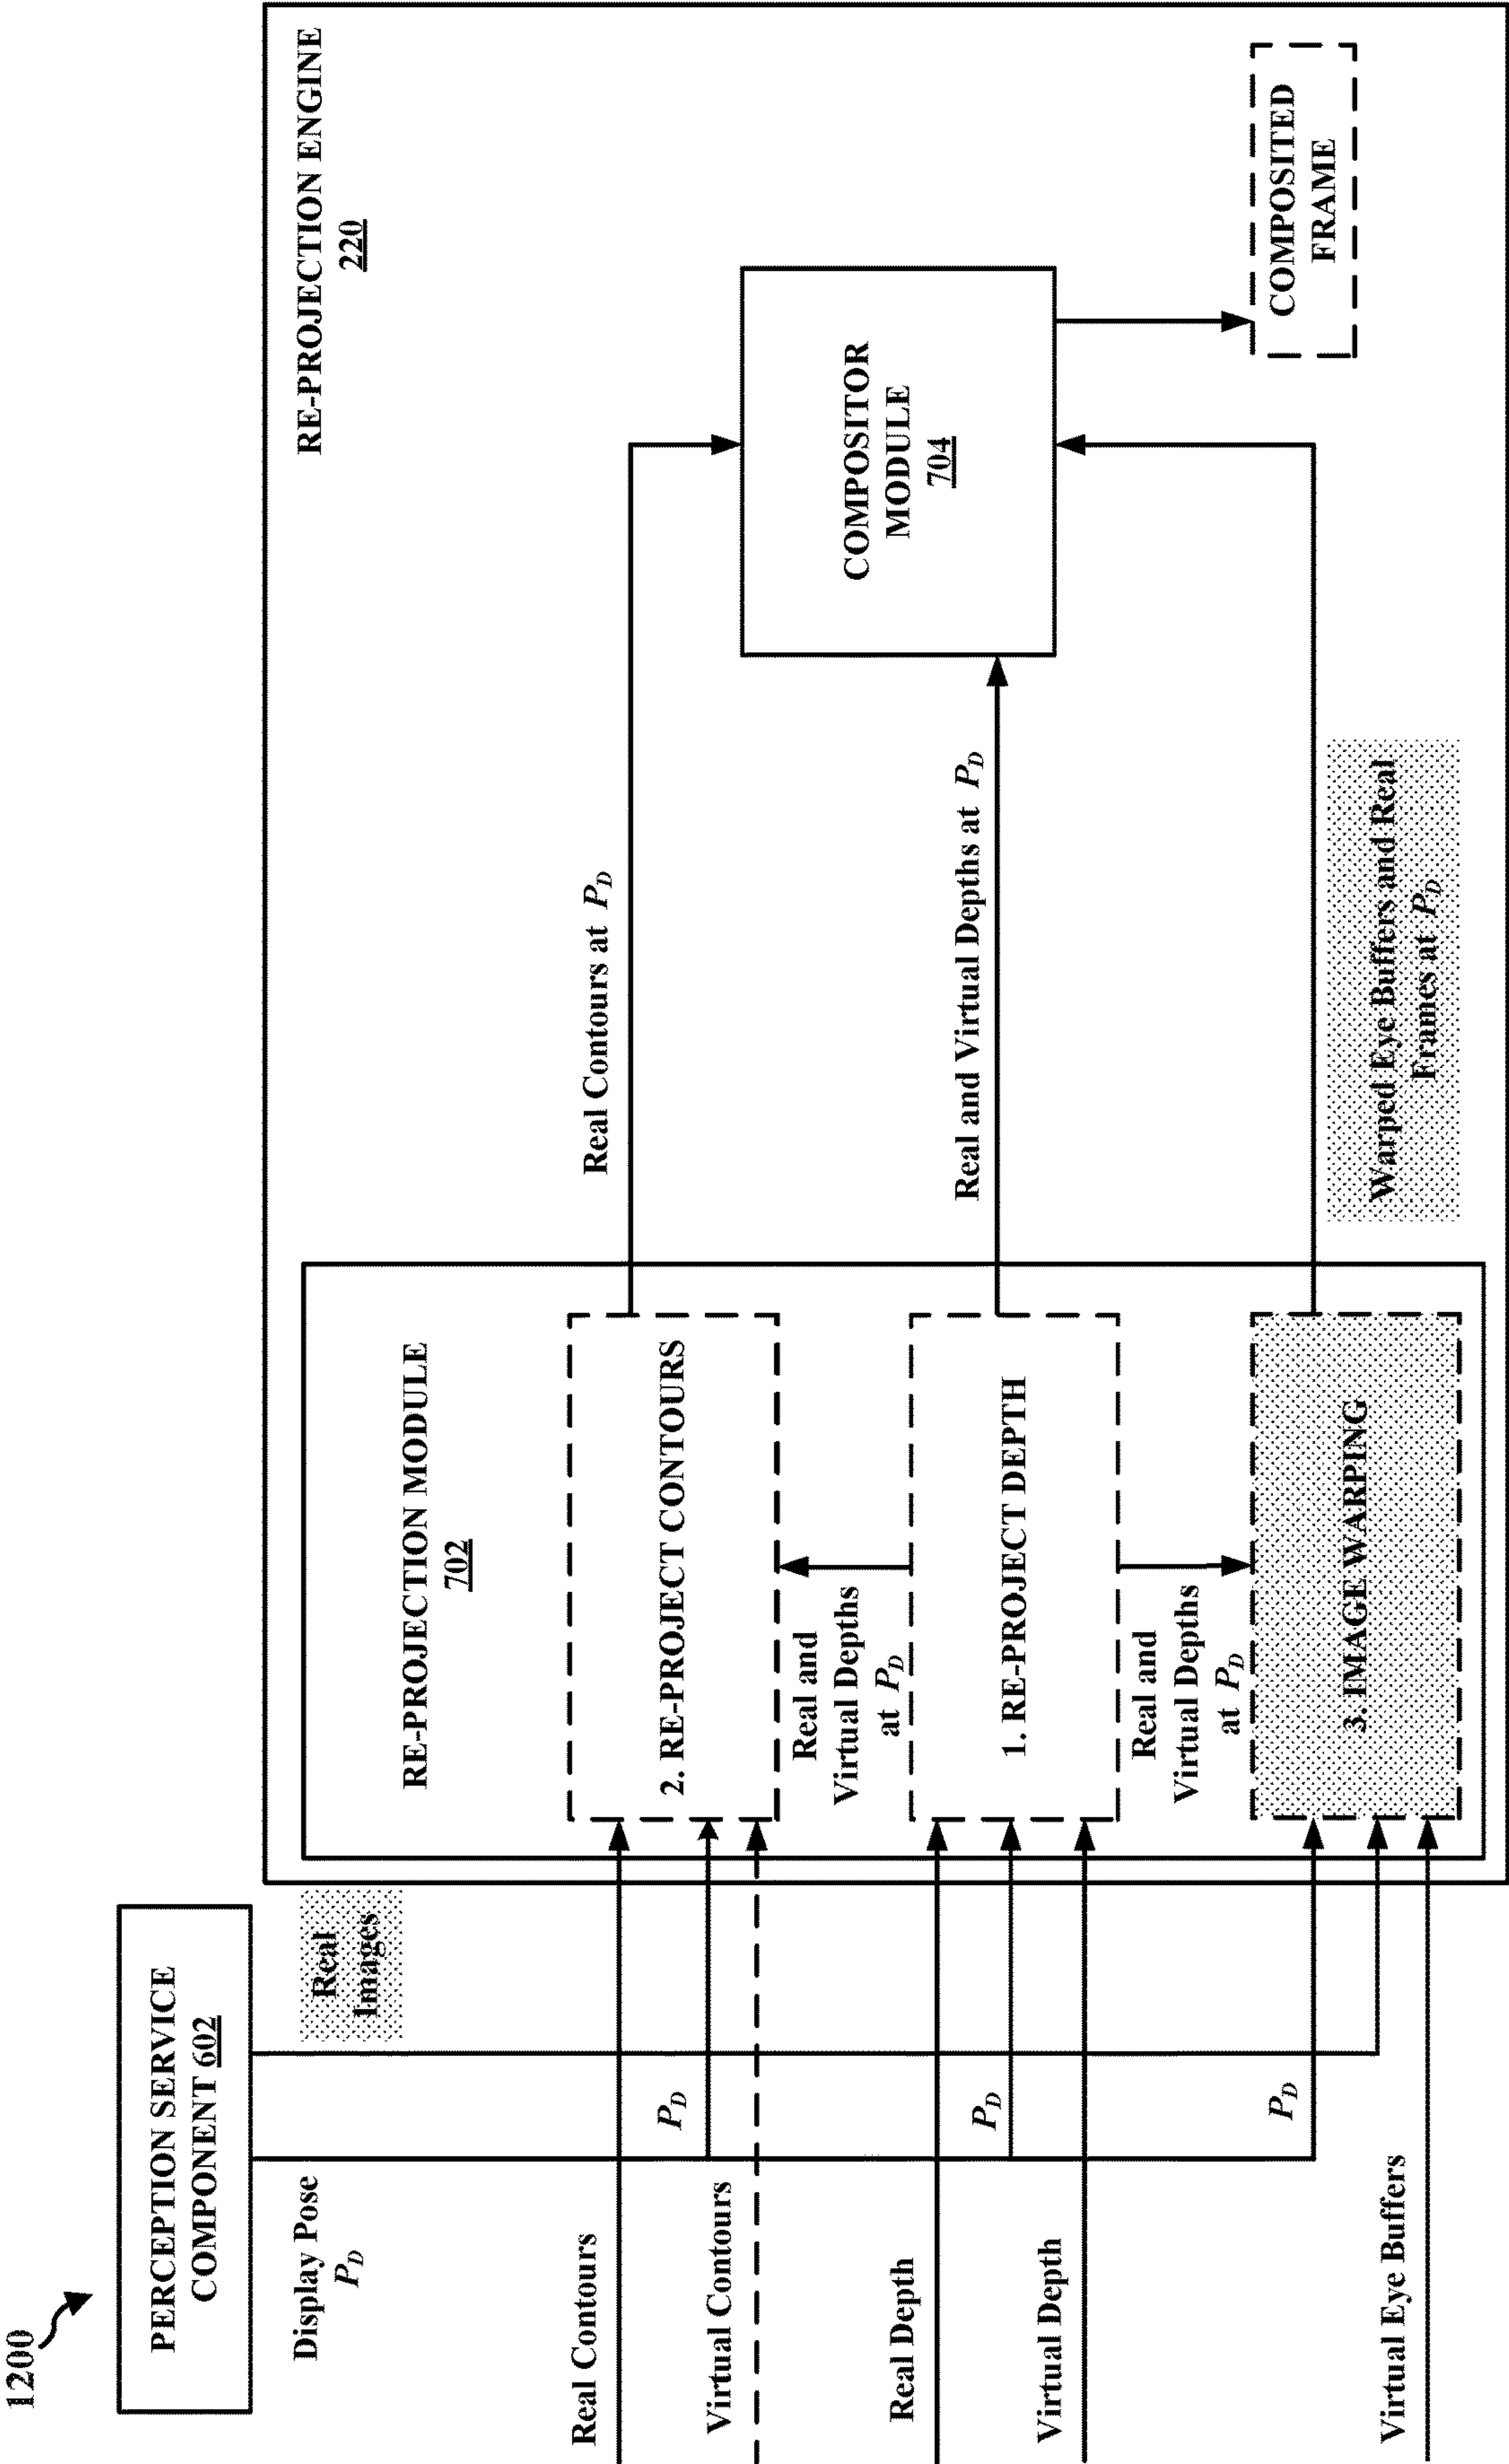 1200
PERCEPTION SERVICE
COMPONENT 602
Display Pose
P_D
Real
Images
RE-PROJECTION ENGINE
220
RE-PROJECTION MODULE
702
Real Contours
P_D
Virtual Contours
2. RE-PROJECT CONTOURS
Real Contours at P_D
Real and
Virtual Depths
at P_D
Real Depth
P_D
Virtual Depth
1. RE-PROJECT DEPTH
Real and Virtual Depths at P_D
Real and
Virtual Depths
at P_D
P_D
Virtual Eye Buffers
3. IMAGE WARPING
Warped Eye Buffers and Real
Frames at P_D
COMPOSITOR
MODULE
704
COMPOSITED
FRAME